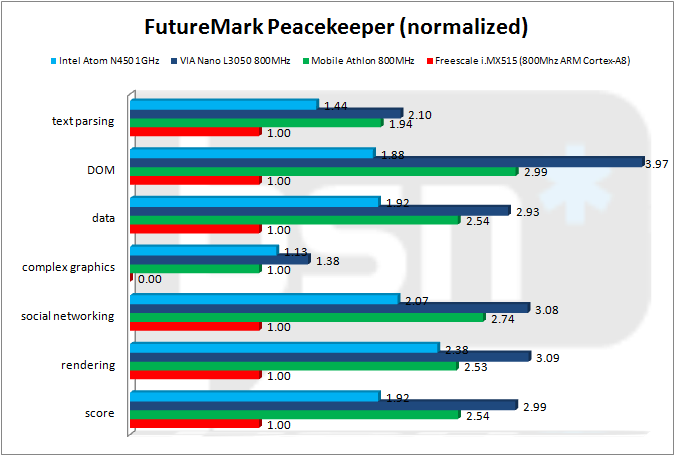 FutureMark Peacekeeper (normalized)
Intel Atom N450 1GHz VIA Nano L3050 800MHz Mobile Athlon 800MHz Freescale i.MX515 (800Mhz ARM Cortex-A8)
text parsing
1.44
2.10
1.94
1.00
DOM
1.88
3.97
2.99
1.00
data
1.92
2.93
2.54
1.00
complex graphics
1.13
1.38
1.00
0.00
social networking
2.07
3.08
2.74
1.00
rendering
2.38
3.09
2.53
1.00
score
1.92
2.99
2.54
1.00
bsn*